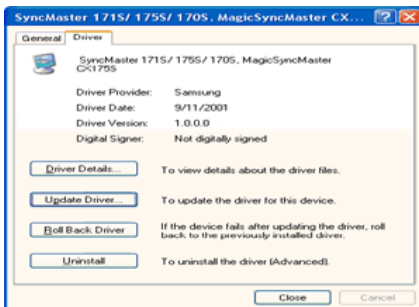 SyncMaster 171S/ 175S/ 170S, MagicSyncMaster CX...
General Driver
SyncMaster 171S/ 175S/ 170S, MagicSyncMaster
CX175S
Driver Provider: Samsung
Driver Date: 9/11/2001
Driver Version: 1.0.0.0
Digital Signer: Not digitally signed
Driver Details... To view details about the driver files.
Update Driver... To update the driver for this device.
Roll Back Driver If the device fails after updating the driver, roll
back to the previously installed driver.
Uninstall To uninstall the driver (Advanced).
Close Cancel